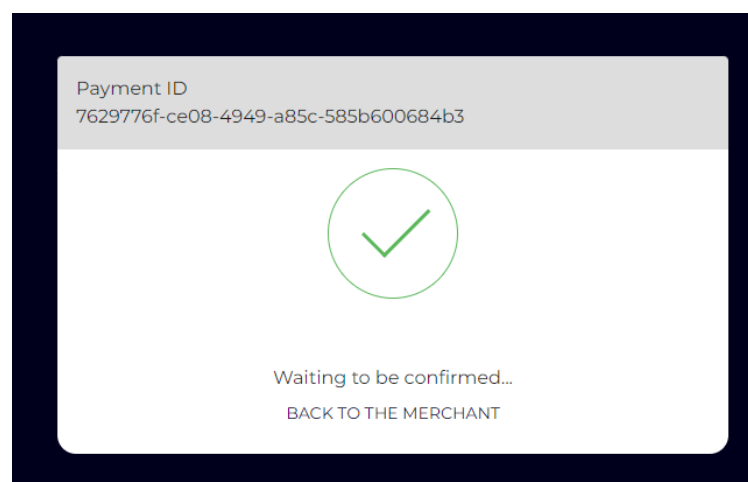 Payment ID
7629776f-ce08-4949-a85c-585b600684b3
Waiting to be confirmed...
BACK TO THE MERCHANT